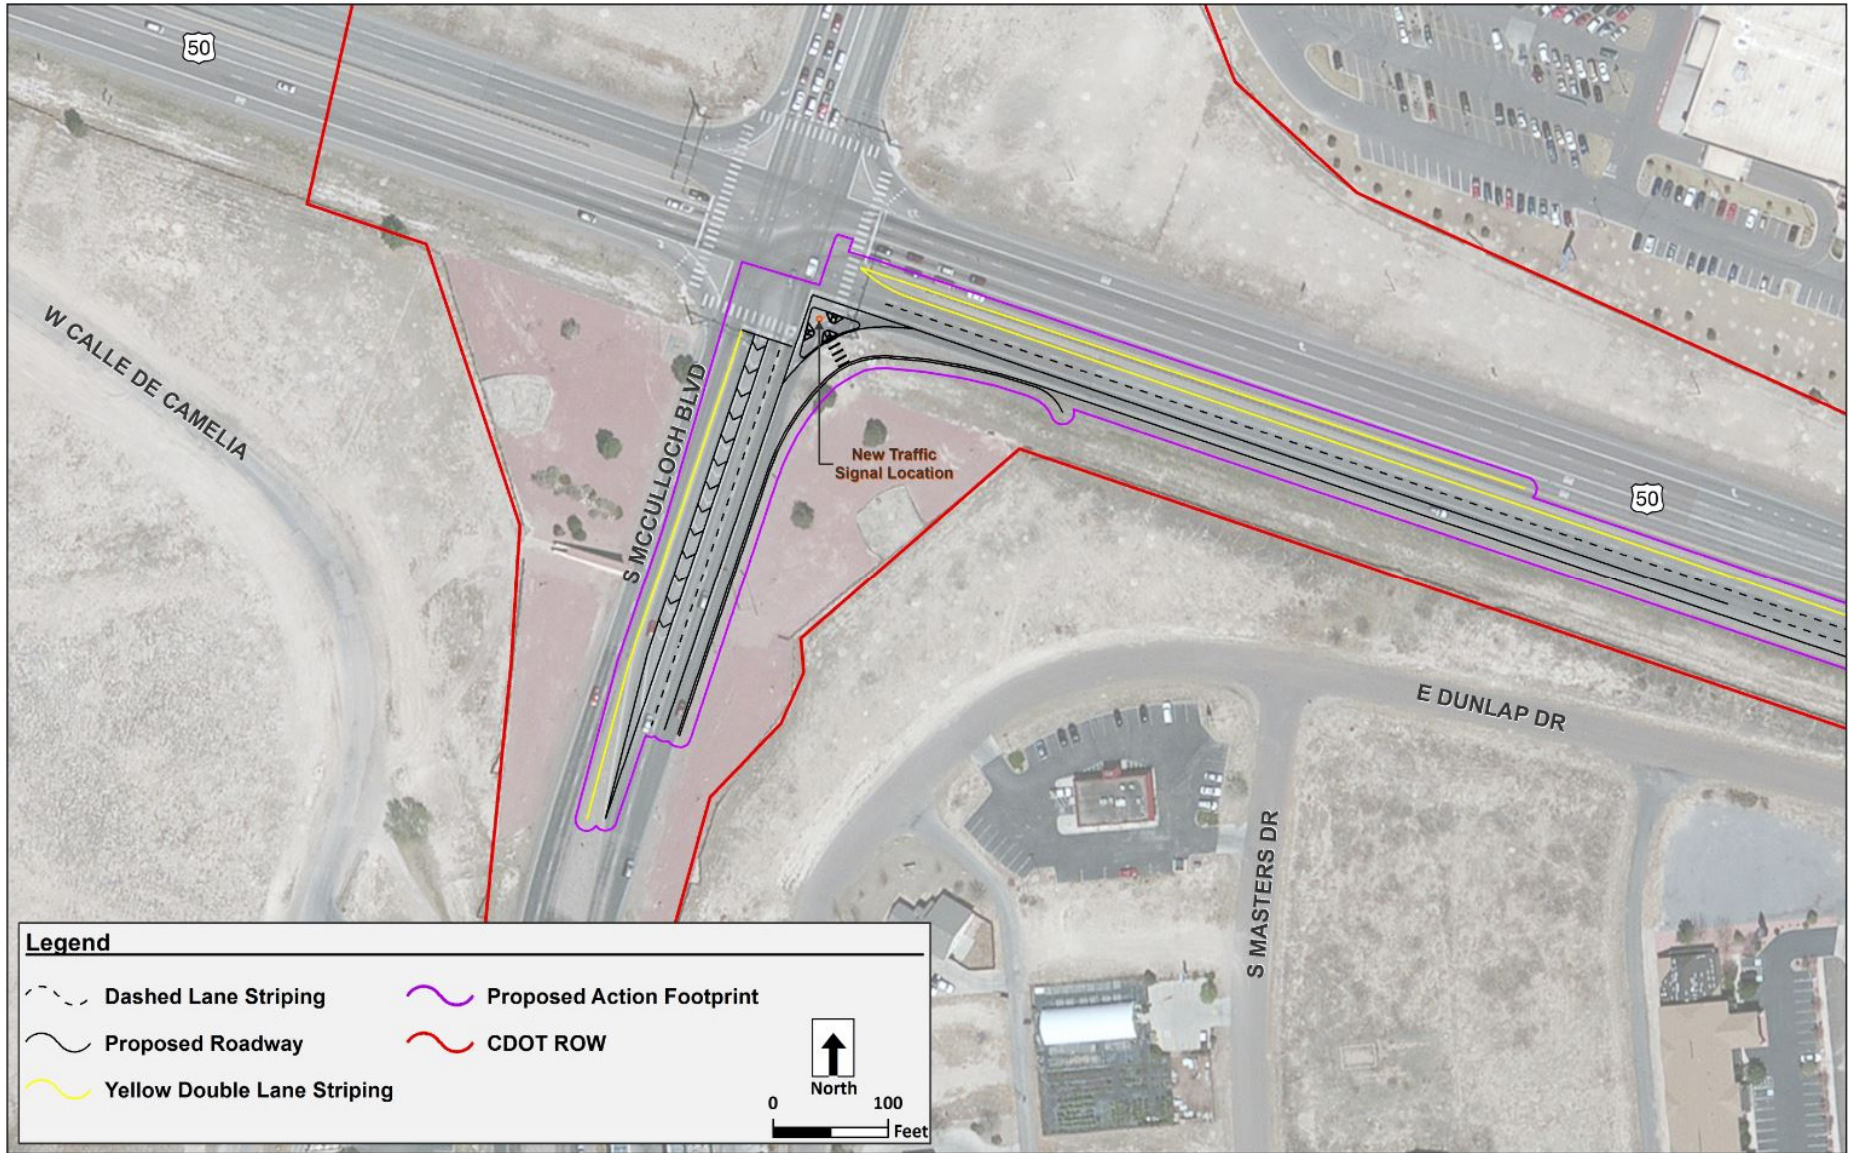 50
W CALLE DE CAMELIA
S MCCULLOCH BLVD
New Traffic
Signal Location
50
E DUNLAP DR
S MASTERS DR
Legend
Dashed Lane Striping
Proposed Action Footprint
Proposed Roadway
CDOT ROW
Yellow Double Lane Striping
North
0 100
Feet